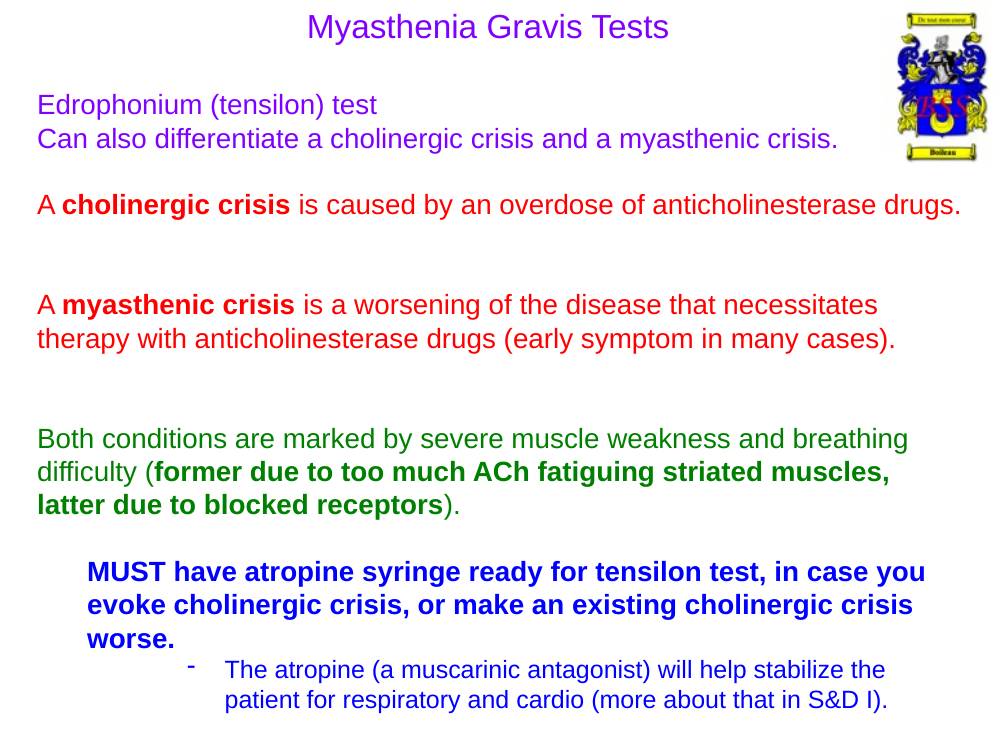 Myasthenia Gravis Tests
De tout mon coeur
RSS
Boileau
Edrophonium (tensilon) test
Can also differentiate a cholinergic crisis and a myasthenic crisis.
A cholinergic crisis is caused by an overdose of anticholinesterase drugs.
A myasthenic crisis is a worsening of the disease that necessitates
therapy with anticholinesterase drugs (early symptom in many cases).
Both conditions are marked by severe muscle weakness and breathing
difficulty (former due to too much ACh fatiguing striated muscles,
latter due to blocked receptors).
MUST have atropine syringe ready for tensilon test, in case you
evoke cholinergic crisis, or make an existing cholinergic crisis
worse.
- The atropine (a muscarinic antagonist) will help stabilize the
patient for respiratory and cardio (more about that in S&D I).